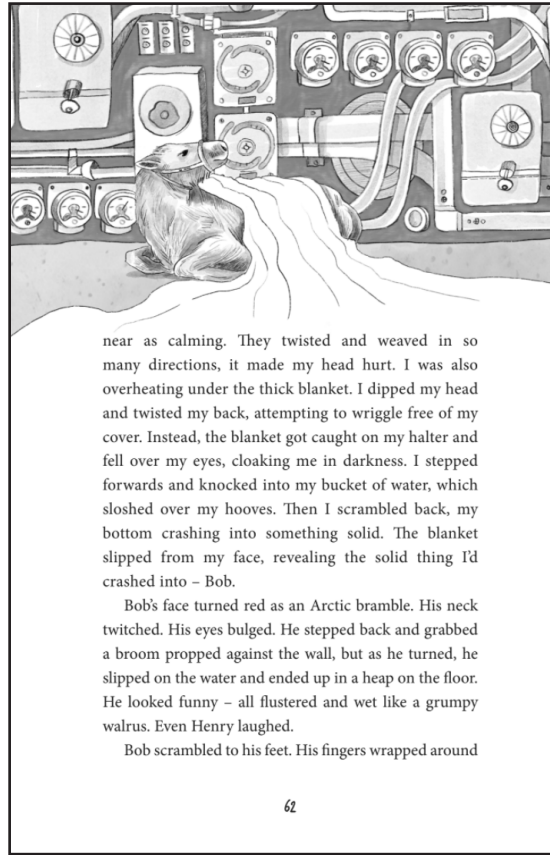 near as calming. They twisted and weaved in so
many directions, it made my head hurt. I was also
overheating under the thick blanket. I dipped my head
and twisted my back, attempting to wriggle free of my
cover. Instead, the blanket got caught on my halter and
fell over my eyes, cloaking me in darkness. I stepped
forwards and knocked into my bucket of water, which
sloshed over my hooves. Then I scrambled back, my
bottom crashing into something solid. The blanket
slipped from my face, revealing the solid thing I’d
crashed into – Bob.
Bob’s face turned red as an Arctic bramble. His neck
twitched. His eyes bulged. He stepped back and grabbed
a broom propped against the wall, but as he turned, he
slipped on the water and ended up in a heap on the floor.
He looked funny – all flustered and wet like a grumpy
walrus. Even Henry laughed.
Bob scrambled to his feet. His fingers wrapped around
62